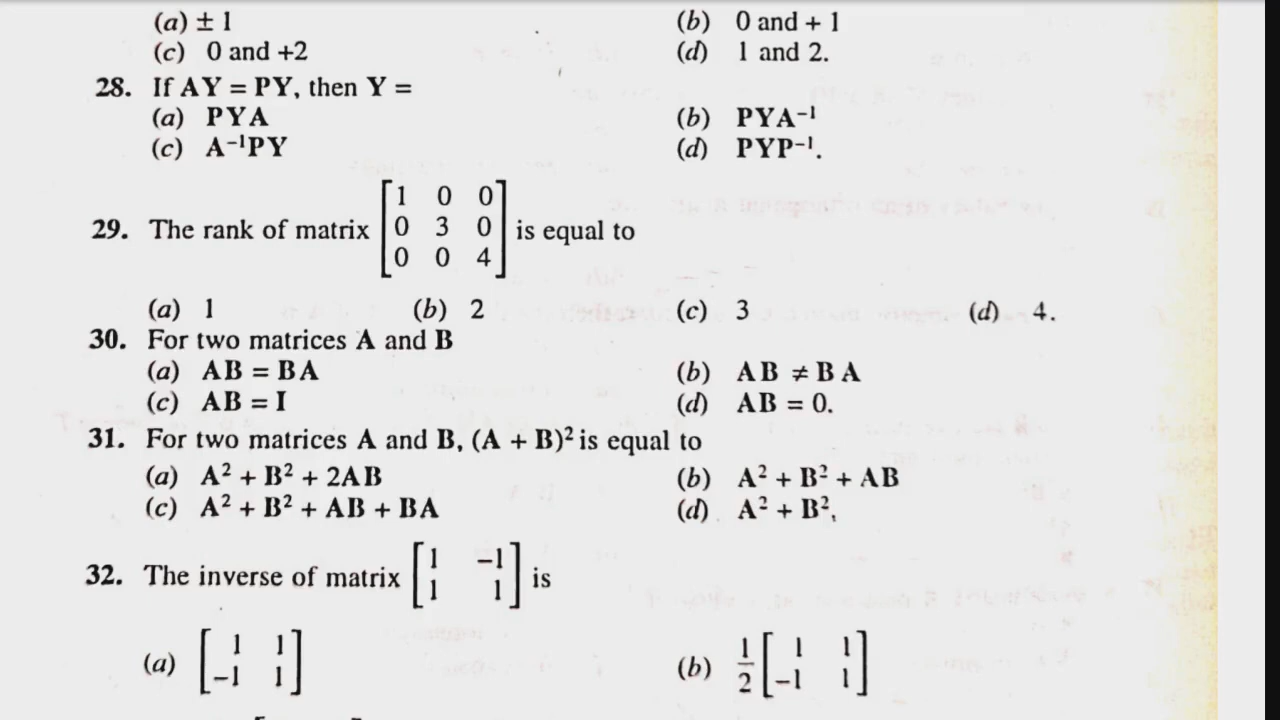 (a) ± 1 (b) 0 and + 1
(c) 0 and +2 (d) 1 and 2.
28. If AY = PY, then Y =
(a) PYA (b) PYA⁻¹
(c) A⁻¹PY (d) PYP⁻¹.
29. The rank of matrix [1 0 0; 0 3 0; 0 0 4] is equal to
(a) 1 (b) 2 (c) 3 (d) 4.
30. For two matrices A and B
(a) AB = BA (b) AB ≠ BA
(c) AB = I (d) AB = 0.
31. For two matrices A and B, (A + B)² is equal to
(a) A² + B² + 2AB (b) A² + B² + AB
(c) A² + B² + AB + BA (d) A² + B²,
32. The inverse of matrix [1 −1; 1 1] is
(a) [1 1; −1 1] (b) 1/2 [1 1; −1 1]